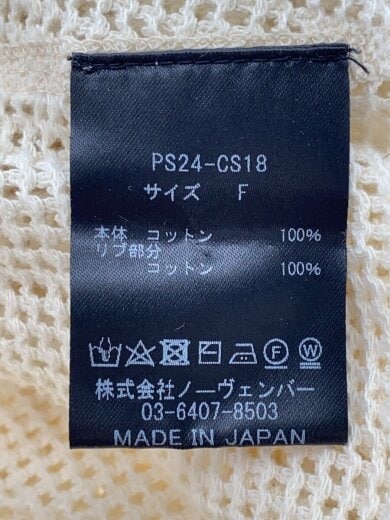 PS24-CS18
サイズ F
本体 コットン 100%
リブ部分
コットン 100%
F W
株式会社ノーヴェンバー
03-6407-8503
MADE IN JAPAN